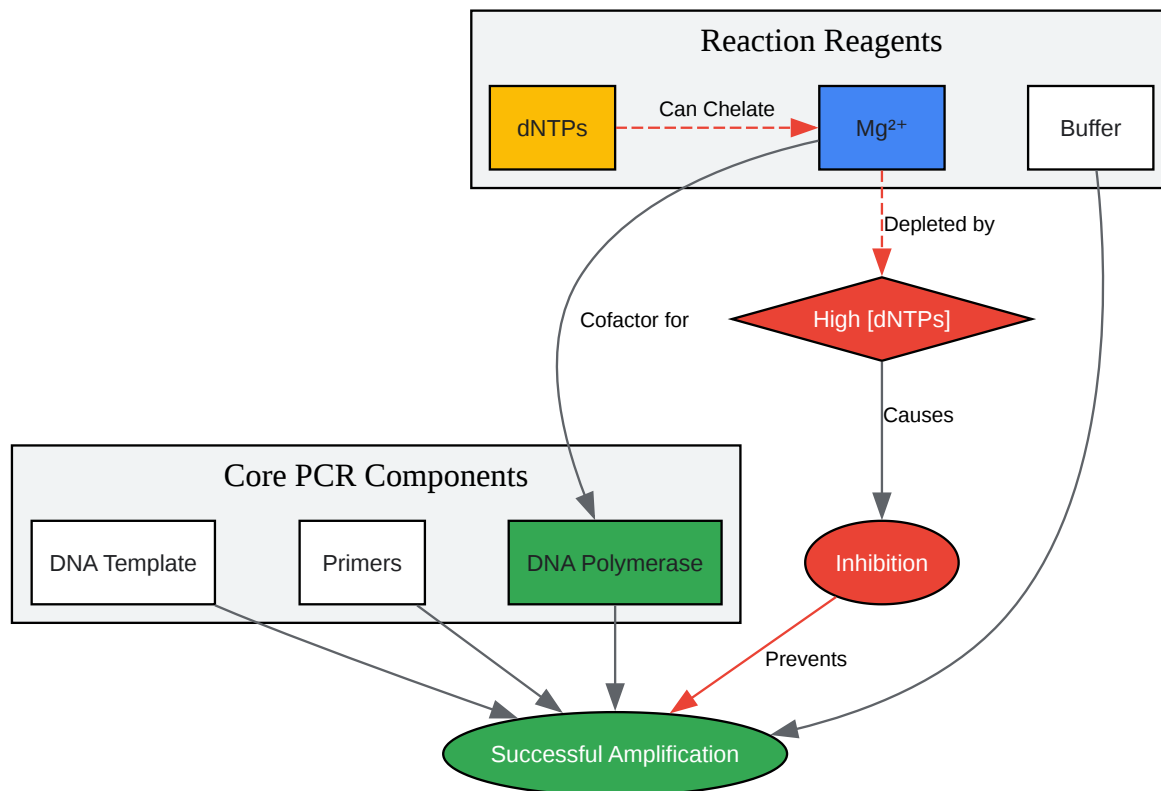 Reaction Reagents
dNTPs
Can Chelate
Mg²⁺
Buffer
Depleted by
Cofactor for
High [dNTPs]
Causes
Core PCR Components
DNA Template
Primers
DNA Polymerase
Inhibition
Prevents
Successful Amplification